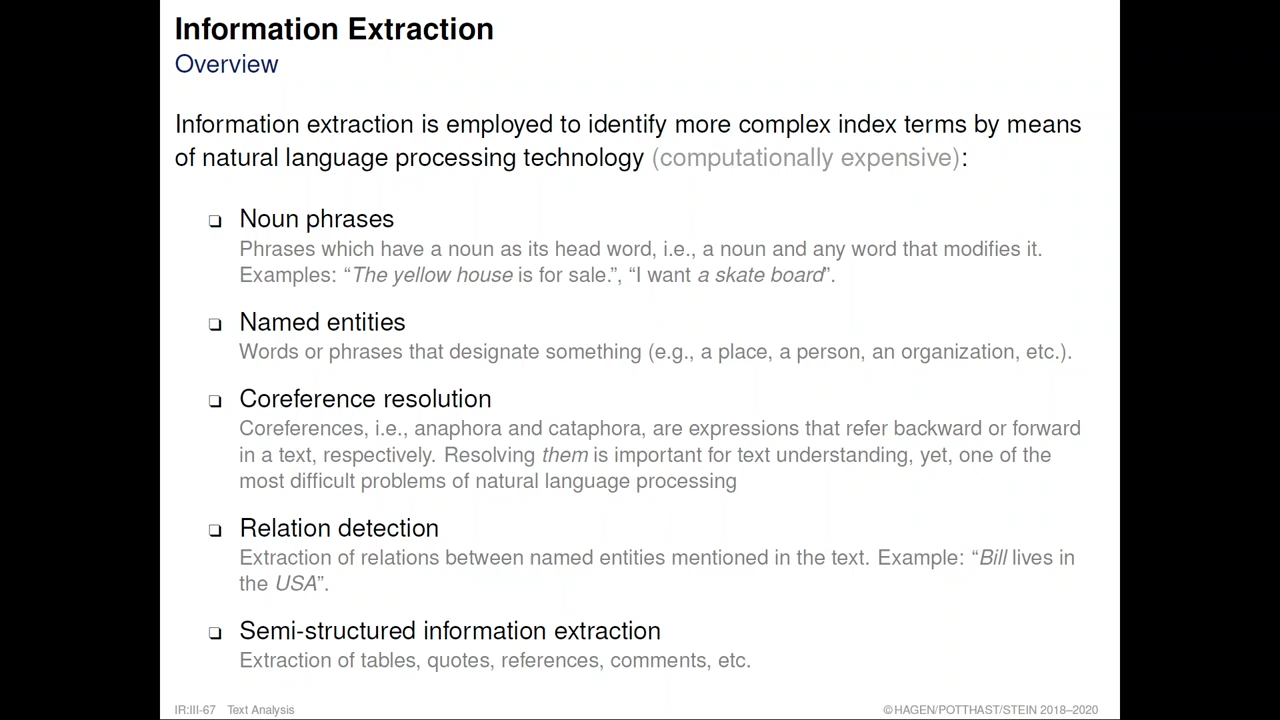 Information Extraction
Overview
Information extraction is employed to identify more complex index terms by means
of natural language processing technology (computationally expensive):
❏ Noun phrases
Phrases which have a noun as its head word, i.e., a noun and any word that modifies it.
Examples: “The yellow house is for sale.”, “I want a skate board”.
❏ Named entities
Words or phrases that designate something (e.g., a place, a person, an organization, etc.).
❏ Coreference resolution
Coreferences, i.e., anaphora and cataphora, are expressions that refer backward or forward
in a text, respectively. Resolving them is important for text understanding, yet, one of the
most difficult problems of natural language processing
❏ Relation detection
Extraction of relations between named entities mentioned in the text. Example: “Bill lives in
the USA”.
❏ Semi-structured information extraction
Extraction of tables, quotes, references, comments, etc.
IR:III-67 Text Analysis
©HAGEN/POTTHAST/STEIN 2018–2020